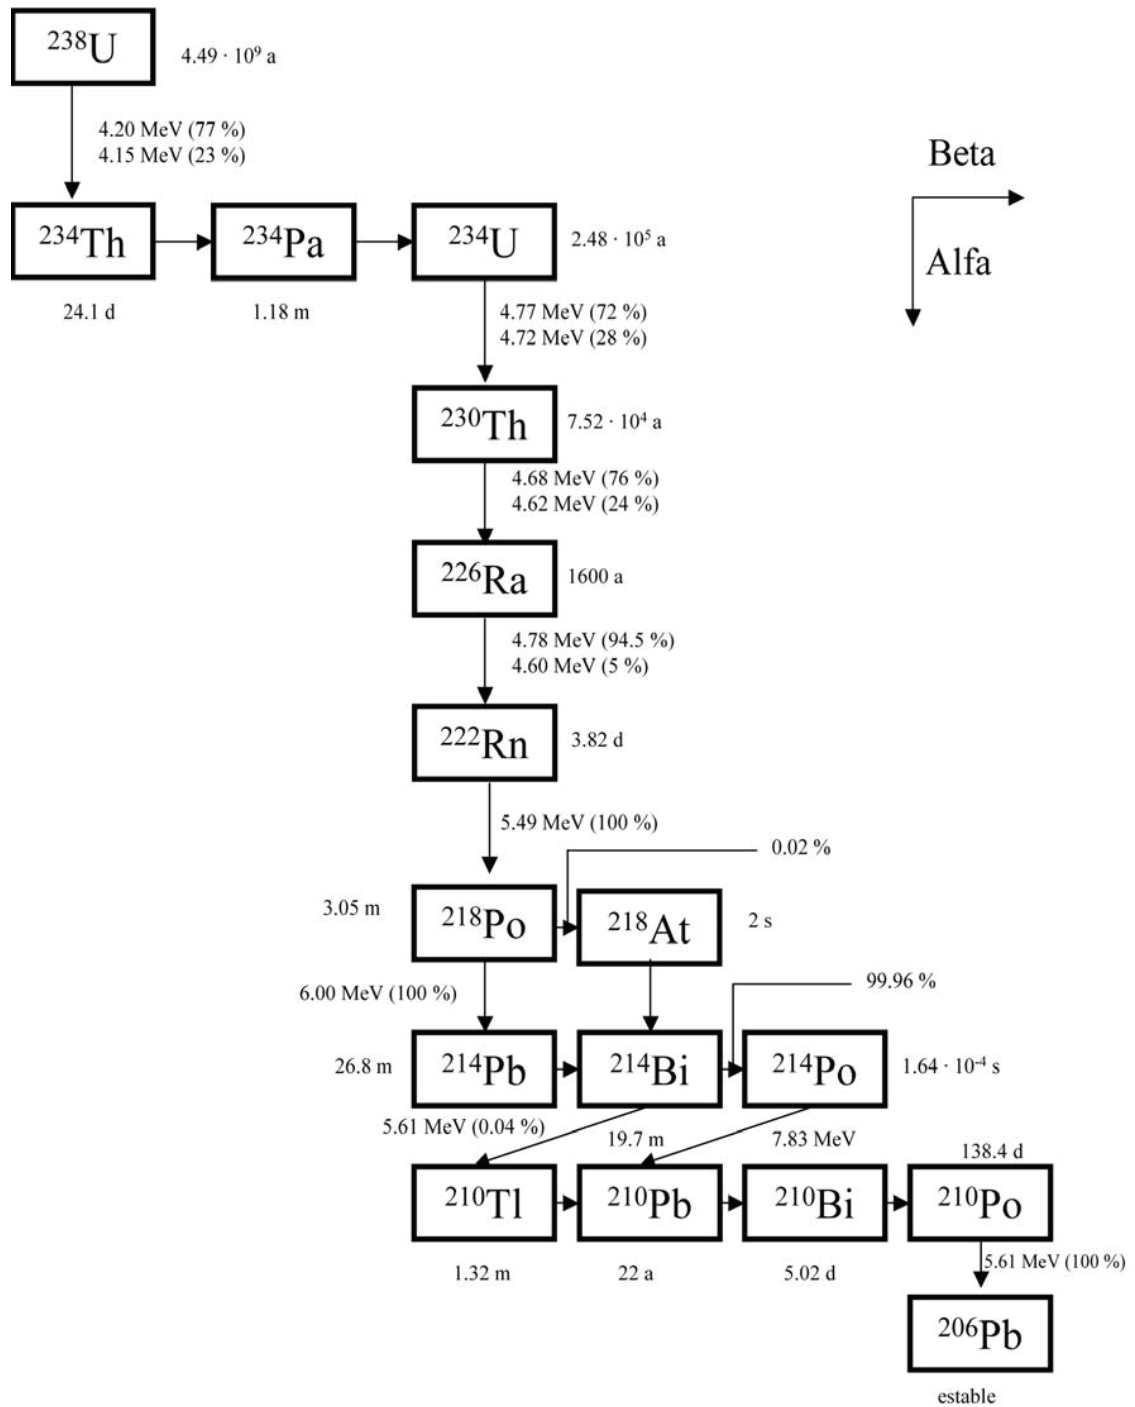 ²³⁸U
4.49 · 10⁹ a
4.20 MeV (77 %)
4.15 MeV (23 %)
Beta
Alfa
²³⁴Th
²³⁴Pa
²³⁴U
2.48 · 10⁵ a
24.1 d
1.18 m
4.77 MeV (72 %)
4.72 MeV (28 %)
²³⁰Th
7.52 · 10⁴ a
4.68 MeV (76 %)
4.62 MeV (24 %)
²²⁶Ra
1600 a
4.78 MeV (94.5 %)
4.60 MeV (5 %)
²²²Rn
3.82 d
5.49 MeV (100 %)
0.02 %
3.05 m
²¹⁸Po
²¹⁸At
2 s
6.00 MeV (100 %)
99.96 %
26.8 m
²¹⁴Pb
²¹⁴Bi
²¹⁴Po
1.64 · 10⁻⁴ s
5.61 MeV (0.04 %)
19.7 m
7.83 MeV
138.4 d
²¹⁰Tl
²¹⁰Pb
²¹⁰Bi
²¹⁰Po
1.32 m
22 a
5.02 d
5.61 MeV (100 %)
²⁰⁶Pb
estable